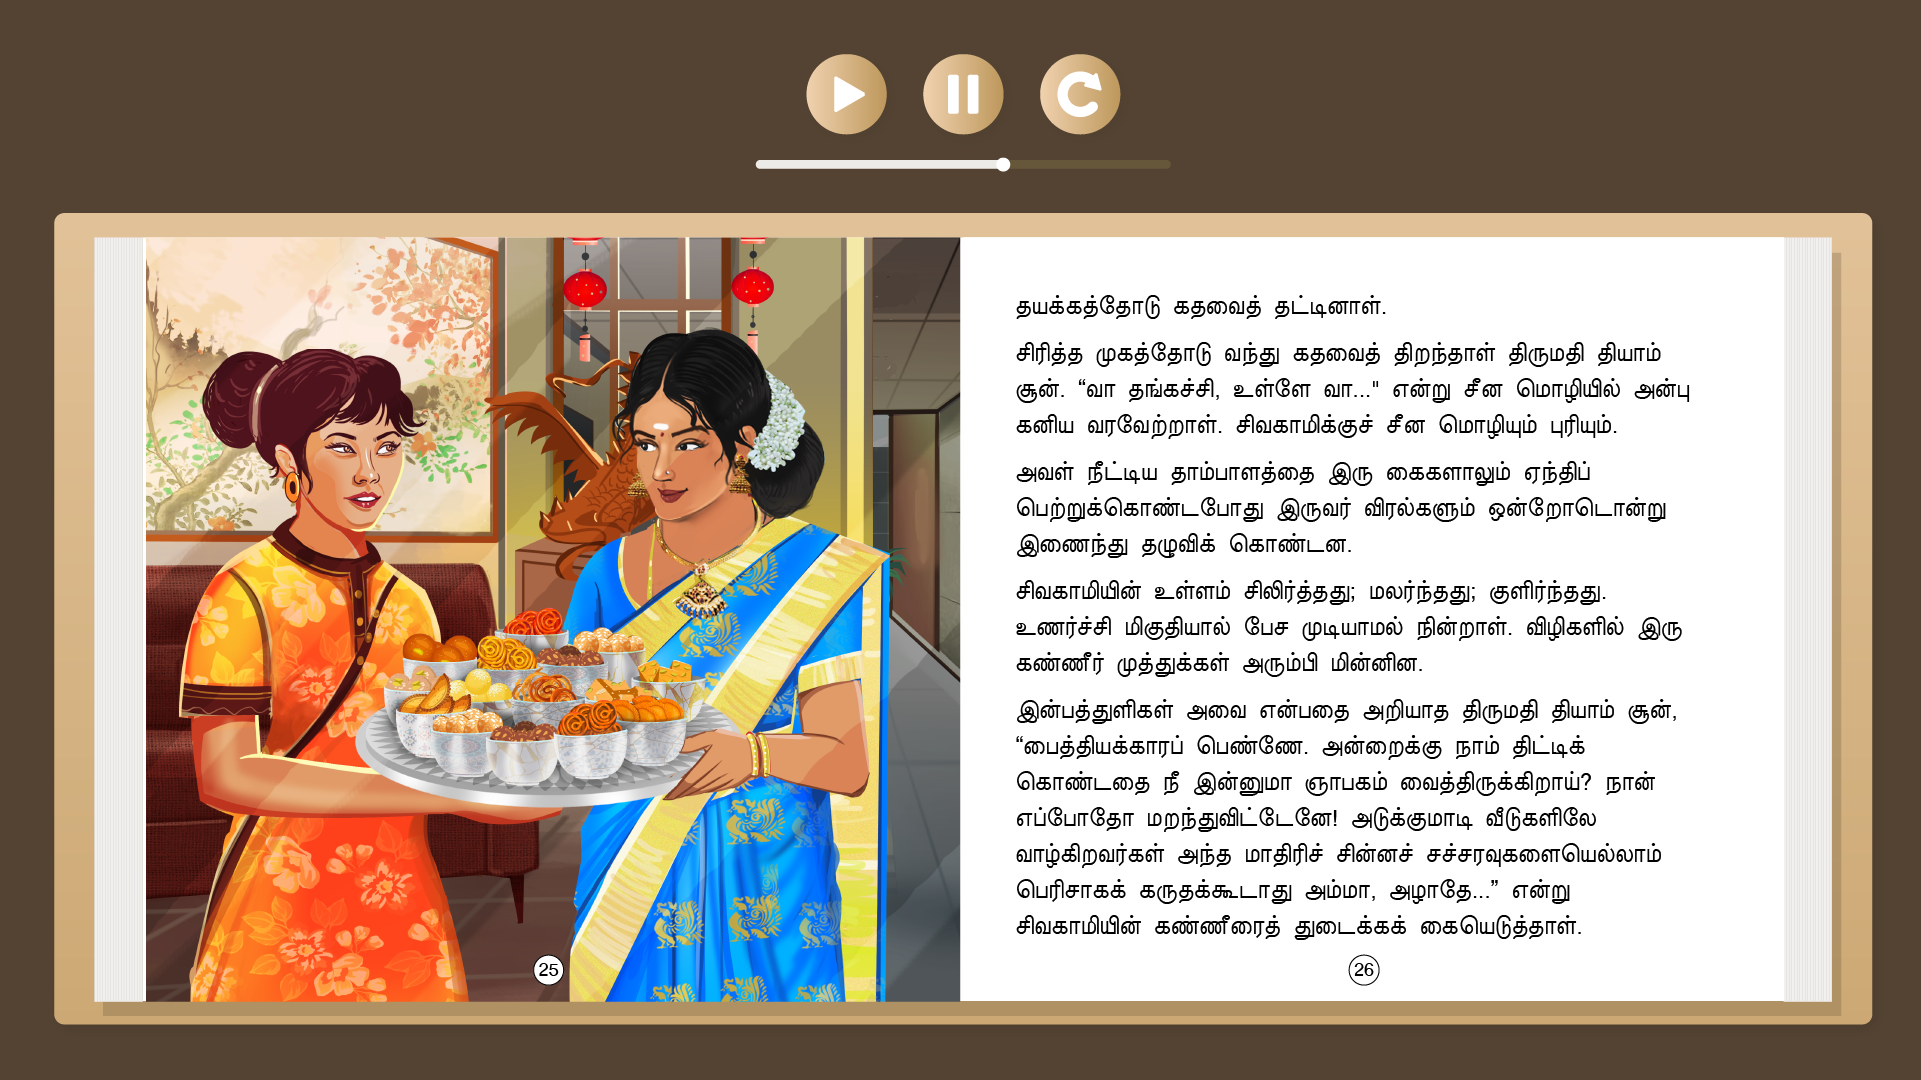 தயக்கத்தோடு கதவைத் தட்டினாள்.
சிரித்த முகத்தோடு வந்து கதவைத் திறந்தாள் திருமதி தியாம்
சூன். “வா தங்கச்சி, உள்ளே வா..." என்று சீன மொழியில் அன்பு
கனிய வரவேற்றாள். சிவகாமிக்குச் சீன மொழியும் புரியும்.
அவள் நீட்டிய தாம்பாளத்தை இரு கைகளாலும் ஏந்திப்
பெற்றுக்கொண்டபோது இருவர் விரல்களும் ஒன்றோடொன்று
இணைந்து தழுவிக் கொண்டன.
சிவகாமியின் உள்ளம் சிலிர்த்தது; மலர்ந்தது; குளிர்ந்தது.
உணர்ச்சி மிகுதியால் பேச முடியாமல் நின்றாள். விழிகளில் இரு
கண்ணீர் முத்துக்கள் அரும்பி மின்னின.
இன்பத்துளிகள் அவை என்பதை அறியாத திருமதி தியாம் சூன்,
“பைத்தியக்காரப் பெண்ணே. அன்றைக்கு நாம் திட்டிக்
கொண்டதை நீ இன்னுமா ஞாபகம் வைத்திருக்கிறாய்? நான்
எப்போதோ மறந்துவிட்டேனே! அடுக்குமாடி வீடுகளிலே
வாழ்கிறவர்கள் அந்த மாதிரிச் சின்னச் சச்சரவுகளையெல்லாம்
பெரிசாகக் கருதக்கூடாது அம்மா, அழாதே...” என்று
சிவகாமியின் கண்ணீரைத் துடைக்கக் கையெடுத்தாள்.
25
26